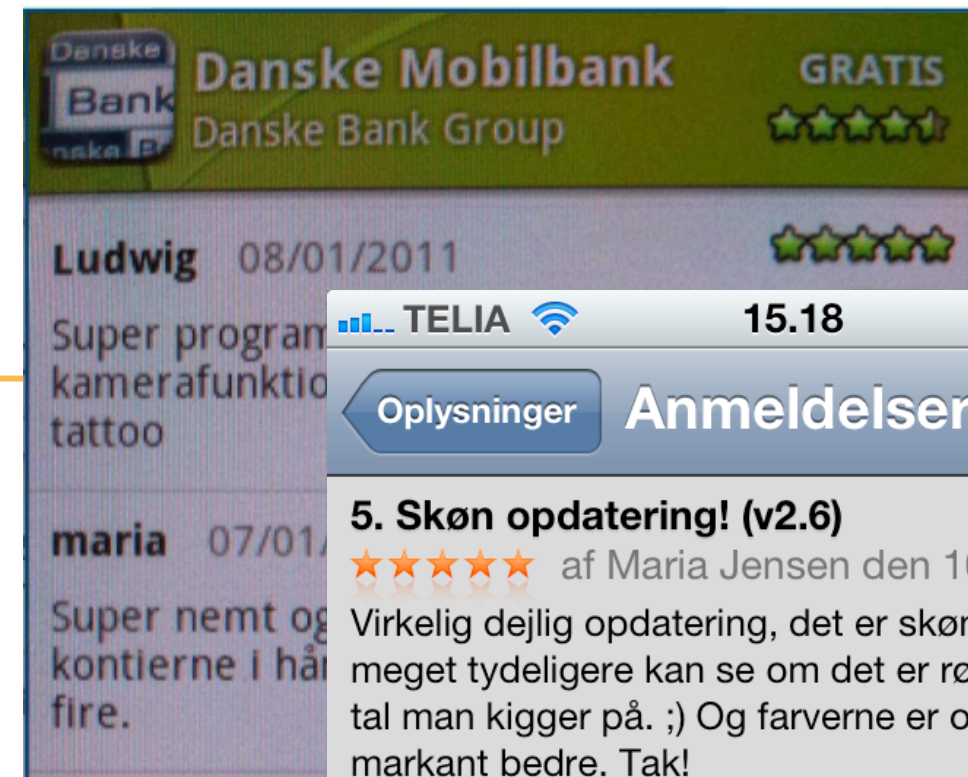 Danske
Bank
Danske Mobilbank
Danske Bank Group
GRATIS
Ludwig 08/01/2011
Super program
kamerafunktio
tattoo
maria 07/01/
Super nemt og
kontierne i hån
fire.
TELIA 15.18
Oplysninger Anmeldelser
5. Skøn opdatering! (v2.6)
af Maria Jensen den 10
Virkelig dejlig opdatering, det er skøn
meget tydeligere kan se om det er rø
tal man kigger på. ;) Og farverne er o
markant bedre. Tak!